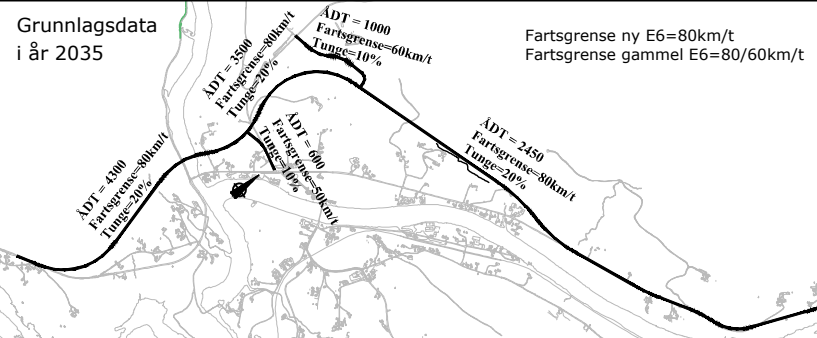 Grunnlagsdata
i år 2035
Fartsgrense ny E6=80km/t
Fartsgrense gammel E6=80/60km/t
ÅDT = 1000
Fartsgrense=60km/t
Tunge=10%
ÅDT = 3500
Fartsgrense=80km/t
Tunge=20%
ÅDT = 600
Fartsgrense=50km/t
Tunge=10%
ÅDT = 2450
Fartsgrense=80km/t
Tunge=20%
ÅDT = 4300
Fartsgrense=80km/t
Tunge=20%